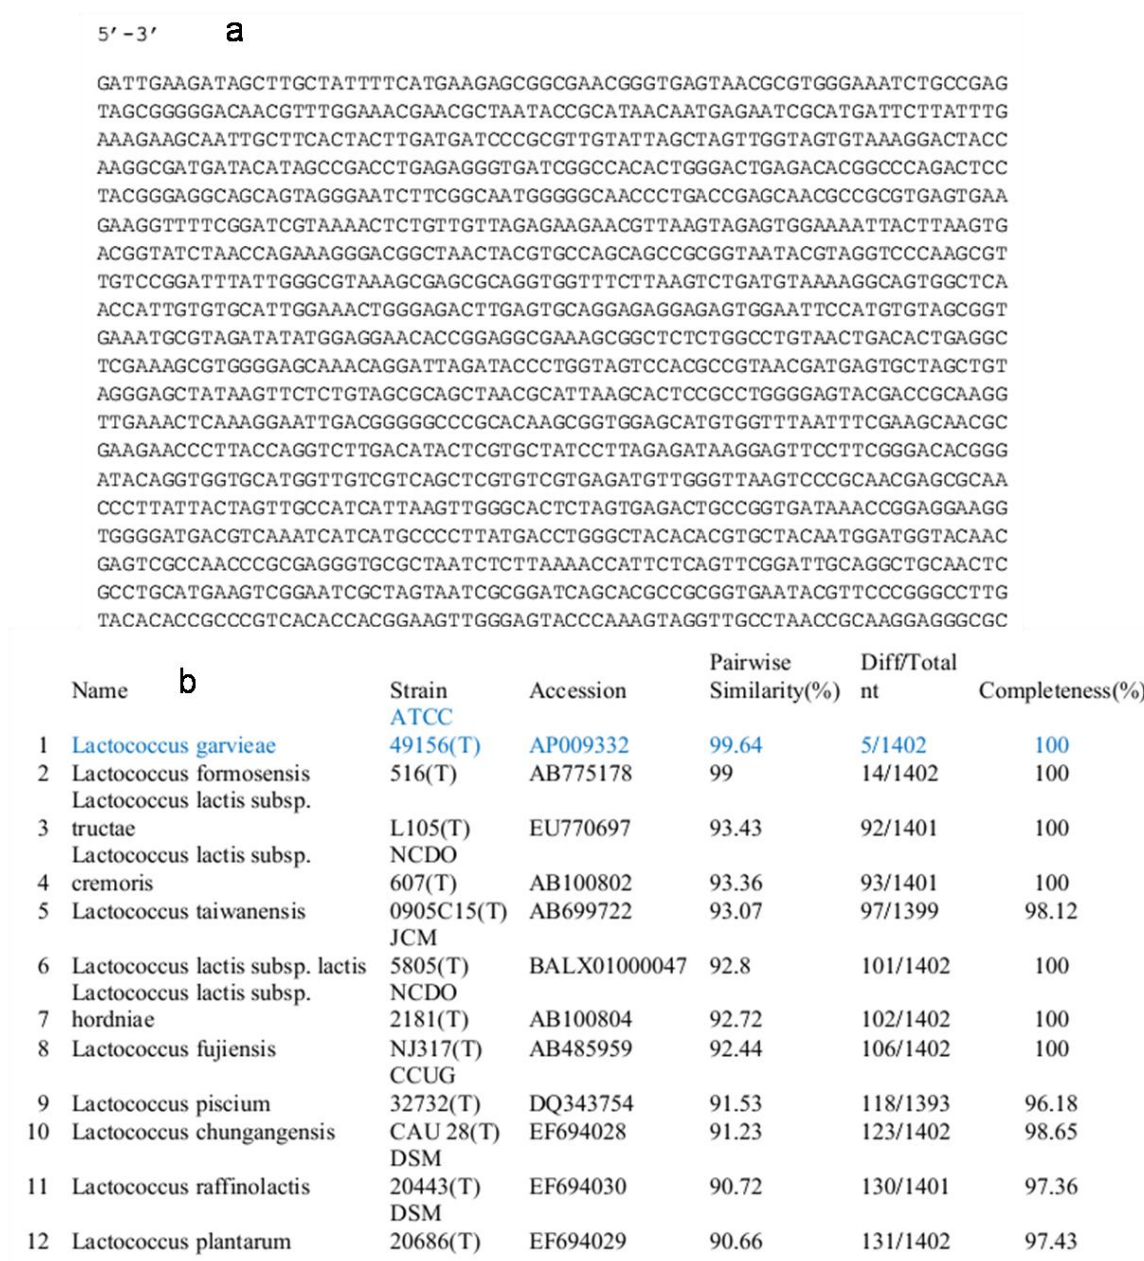 5′-3′ a
GATTGAAGATAGCTTGCTATTTTCATGAAGAGCGGCGAACGGGTGAGTAACGCGTGGGAAATCTGCCGAG
TAGCGGGGGACAACGTTTGGAAACGAACGCTAATACCGCATAACAATGAGAATCGCATGATTCTTATTTG
AAAGAAGCAATTGCTTCACTACTTGATGATCCCGCGTTGTATTAGCTAGTTGGTAGTGTAAAGGACTACC
AAGGCGATGATACATAGCCGACCTGAGAGGGTGATCGGCCACACTGGGACTGAGACACGGCCCAGACTCC
TACGGGAGGCAGCAGTAGGGAATCTTCGGCAATGGGGGCAACCCTGACCGAGCAACGCCGCGTGAGTGAA
GAAGGTTTTCGGATCGTAAAACTCTGTTGTTAGAGAAGAACGTTAAGTAGAGTGGAAAATTACTTAAGTG
ACGGTATCTAACCAGAAAGGGACGGCTAACTACGTGCCAGCAGCCGCGGTAATACGTAGGTCCCAAGCGT
TGTCCGGATTTATTGGGCGTAAAGCGAGCGCAGGTGGTTTCTTAAGTCTGATGTAAAAGGCAGTGGCTCA
ACCATTGTGTGCATTGGAAACTGGGAGACTTGAGTGCAGGAGAGGAGAGTGGAATTCCATGTGTAGCGGT
GAAATGCGTAGATATATGGAGGAACACCGGAGGCGAAAGCGGCTCTCTGGCCTGTAACTGACACTGAGGC
TCGAAAGCGTGGGGAGCAAACAGGATTAGATACCCTGGTAGTCCACGCCGTAACGATGAGTGCTAGCTGT
AGGGAGCTATAAGTTCTCTGTAGCGCAGCTAACGCATTAAGCACTCCGCCTGGGGAGTACGACCGCAAGG
TTGAAACTCAAAGGAATTGACGGGGGCCCGCACAAGCGGTGGAGCATGTGGTTTAATTTCGAAGCAACGC
GAAGAACCCTTACCAGGTCTTGACATACTCGTGCTATCCTTAGAGATAAGGAGTTCCTTCGGGACACGGG
ATACAGGTGGTGCATGGTTGTCGTCAGCTCGTGTCGTGAGATGTTGGGTTAAGTCCCGCAACGAGCGCAA
CCCTTATTACTAGTTGCCATCATTAAGTTGGGCACTCTAGTGAGACTGCCGGTGATAAACCGGAGGAAGG
TGGGGATGACGTCAAATCATCATGCCCCTTATGACCTGGGCTACACACGTGCTACAATGGATGGTACAAC
GAGTCGCCAACCCGCGAGGGTGCGCTAATCTCTTAAAACCATTCTCAGTTCGGATTGCAGGCTGCAACTC
GCCTGCATGAAGTCGGAATCGCTAGTAATCGCGGATCAGCACGCCGCGGTGAATACGTTCCCGGGCCTTG
TACACACCGCCCGTCACACCACGGAAGTTGGGAGTACCCAAAGTAGGTTGCCTAACCGCAAGGAGGGCGC
Pairwise Diff/Total
Name b Strain Accession Similarity(%) nt Completeness(%)
ATCC
1 Lactococcus garvieae 49156(T) AP009332 99.64 5/1402 100
2 Lactococcus formosensis 516(T) AB775178 99 14/1402 100
Lactococcus lactis subsp.
3 tructae L105(T) EU770697 93.43 92/1401 100
Lactococcus lactis subsp. NCDO
4 cremoris 607(T) AB100802 93.36 93/1401 100
5 Lactococcus taiwanensis 0905C15(T) AB699722 93.07 97/1399 98.12
JCM
6 Lactococcus lactis subsp. lactis 5805(T) BALX01000047 92.8 101/1402 100
Lactococcus lactis subsp. NCDO
7 hordniae 2181(T) AB100804 92.72 102/1402 100
8 Lactococcus fujiensis NJ317(T) AB485959 92.44 106/1402 100
CCUG
9 Lactococcus piscium 32732(T) DQ343754 91.53 118/1393 96.18
10 Lactococcus chungangensis CAU 28(T) EF694028 91.23 123/1402 98.65
DSM
11 Lactococcus raffinolactis 20443(T) EF694030 90.72 130/1401 97.36
DSM
12 Lactococcus plantarum 20686(T) EF694029 90.66 131/1402 97.43